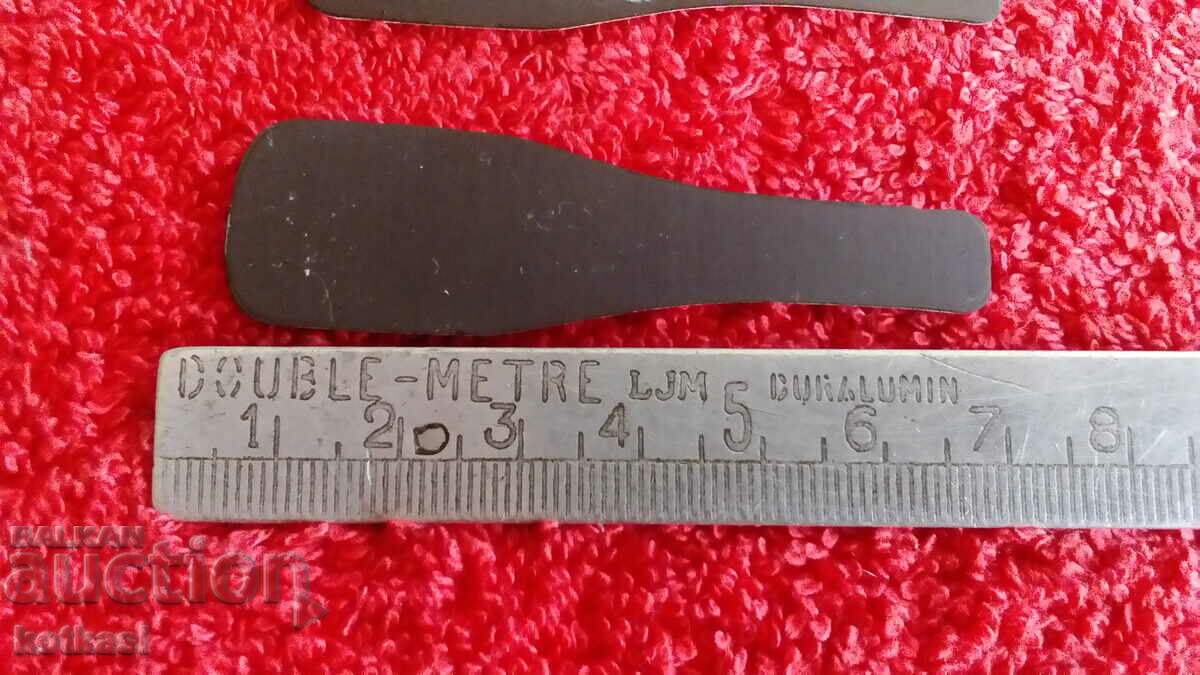 DOUBLE-METRE LJM DURALUMIN
1 2 3 4 5 6 7 8
BALKAN
auction
kotkasi